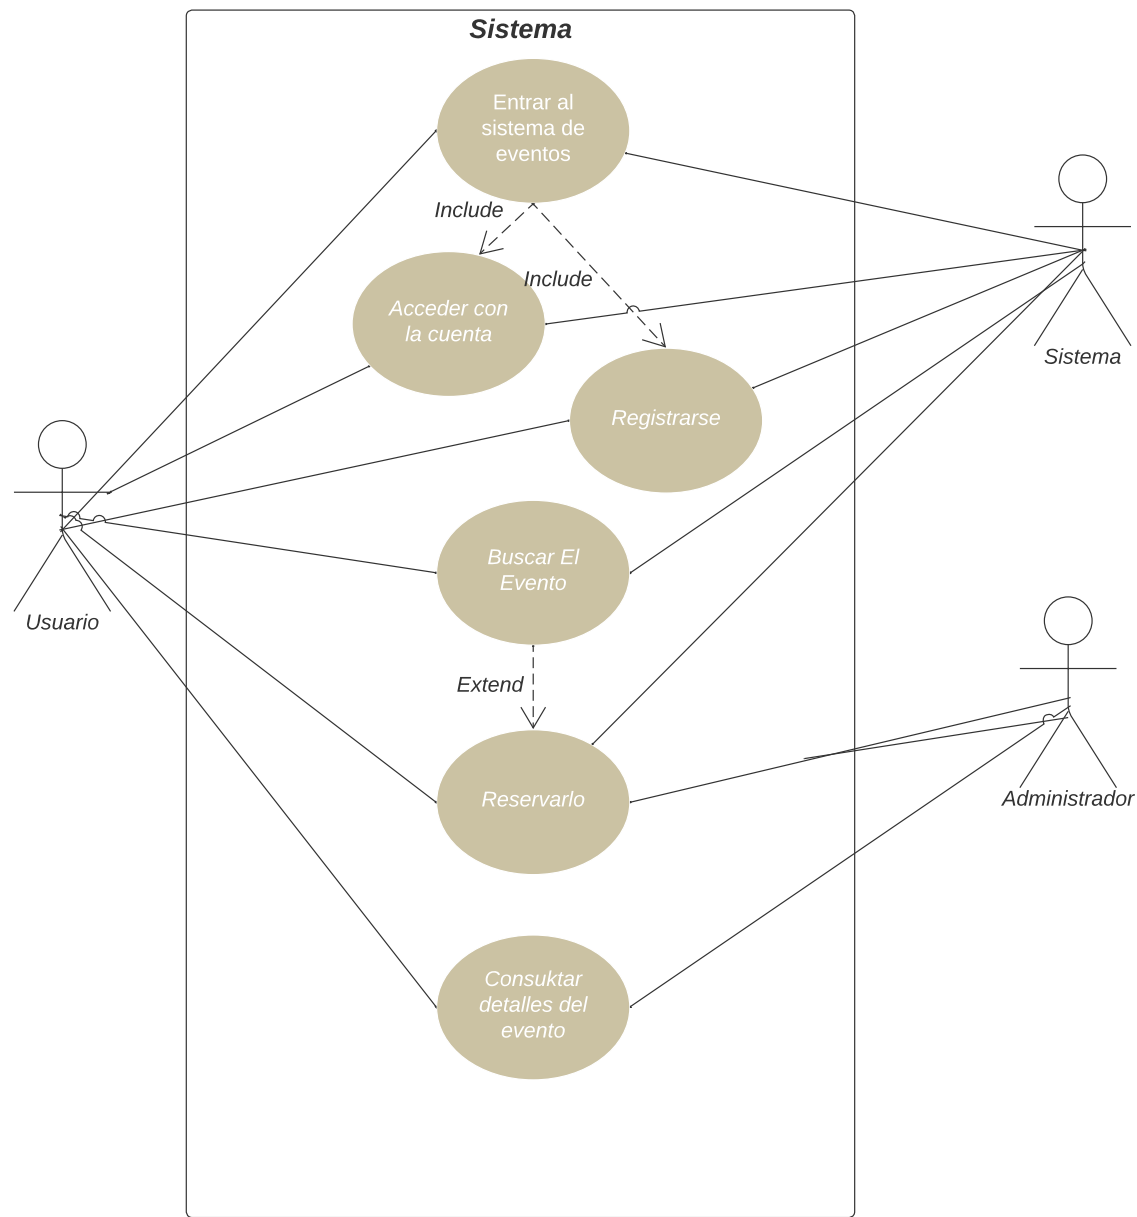 Sistema
Entrar al
sistema de
eventos
Include
Include
Acceder con
la cuenta
Sistema
Registrarse
Usuario
Buscar El
Evento
Extend
Reservarlo
Administrador
Consuktar
detalles del
evento